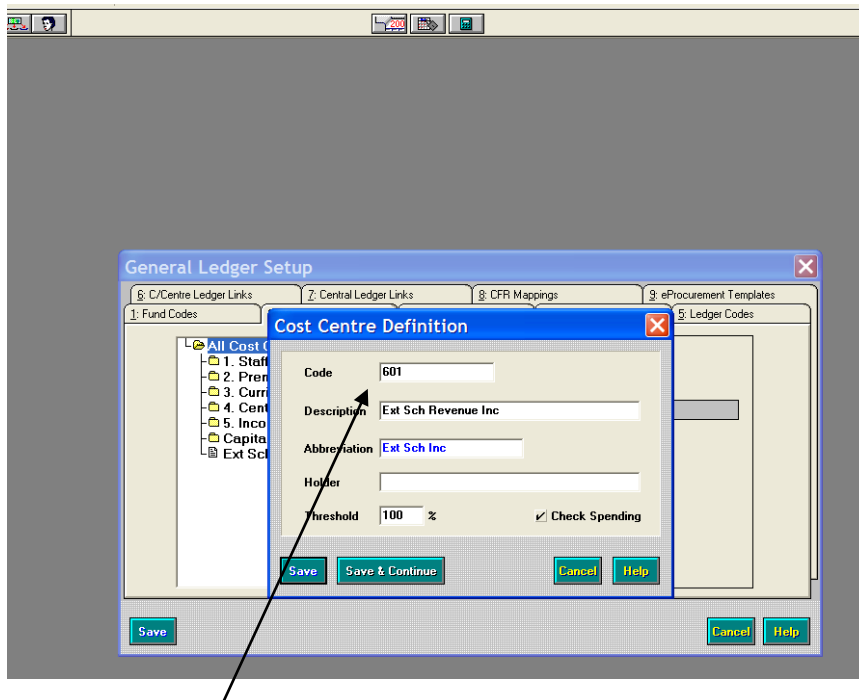 200
General Ledger Setup
6: C/Centre Ledger Links 7: Central Ledger Links 8: CFR Mappings 9: eProcurement Templates
1: Fund Codes 5: Ledger Codes
Cost Centre Definition
All Cost
1. Staff
2. Prem
3. Curri
4. Cent
5. Inco
Capita
Ext Sch
Code 601
Description Ext Sch Revenue Inc
Abbreviation Ext Sch Inc
Holder
Threshold 100 % Check Spending
Save Save & Continue Cancel Help
Save Cancel Help